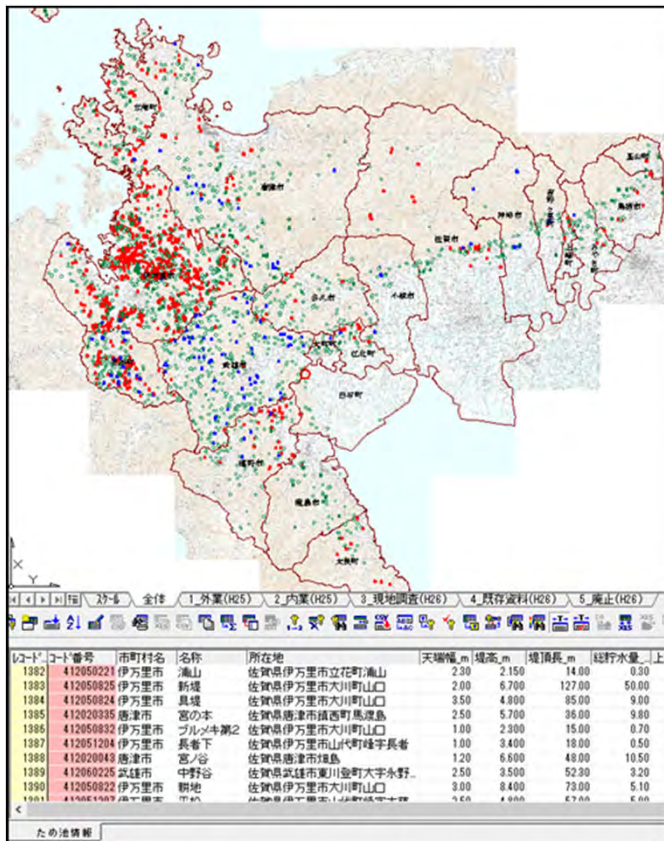 玄海町
唐津市
佐賀市
神埼市
基山町
鳥栖市
多久市
小城市
大町町
江北町
武雄市
白石町
嬉野市
鹿島市
太良町
X
Y
スケール 全体 1_外業(H25) 2_内業(H25) 3_現地調査(H26) 4_既存資料(H26) 5_廃止(H26)
ﾚｺｰﾄﾞ コード番号 市町村名 名称 所在地 天端幅_m 堤高_m 堤頂長_m 総貯水量_ 上
1382 412050221 伊万里市 浦山 佐賀県伊万里市立花町浦山 2.30 2.150 14.00 0.30
1383 412050825 伊万里市 新堤 佐賀県伊万里市大川町山口 2.00 6.700 127.00 50.00
1384 412050824 伊万里市 具堤 佐賀県伊万里市大川町山口 3.50 4.800 85.00 9.00
1385 412020335 唐津市 宮の本 佐賀県唐津市鎮西町馬渡島 2.50 5.700 36.00 9.80
1386 412050832 伊万里市 ブルメキ第2 佐賀県伊万里市大川町山口 1.00 2.300 15.00 0.70
1387 412051204 伊万里市 長者下 佐賀県伊万里市山代町峰字長者 1.00 3.400 18.00 0.50
1388 412020043 唐津市 宮ノ谷 佐賀県唐津市畑島 1.20 6.600 48.00 10.50
1389 412060225 武雄市 中野谷 佐賀県武雄市東川登町大字永野.. 2.50 3.500 52.30 3.20
1390 412050822 伊万里市 耕地 佐賀県伊万里市大川町山口 3.00 8.400 73.00 5.10
ため池情報